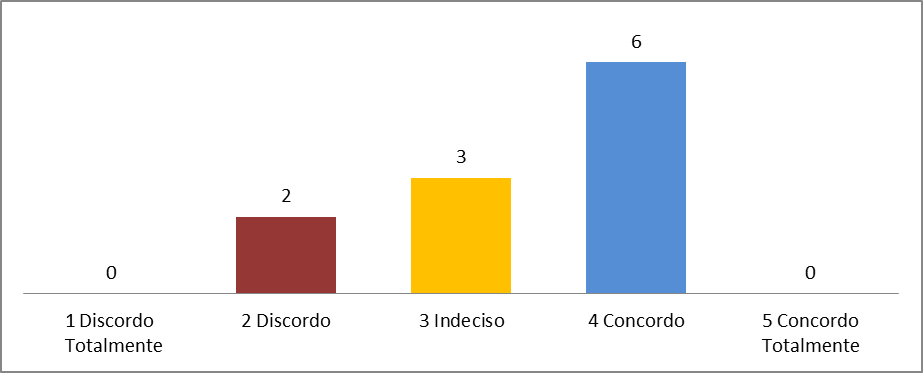 6
3
2
0
0
1 Discordo
Totalmente
2 Discordo
3 Indeciso
4 Concordo
5 Concordo
Totalmente